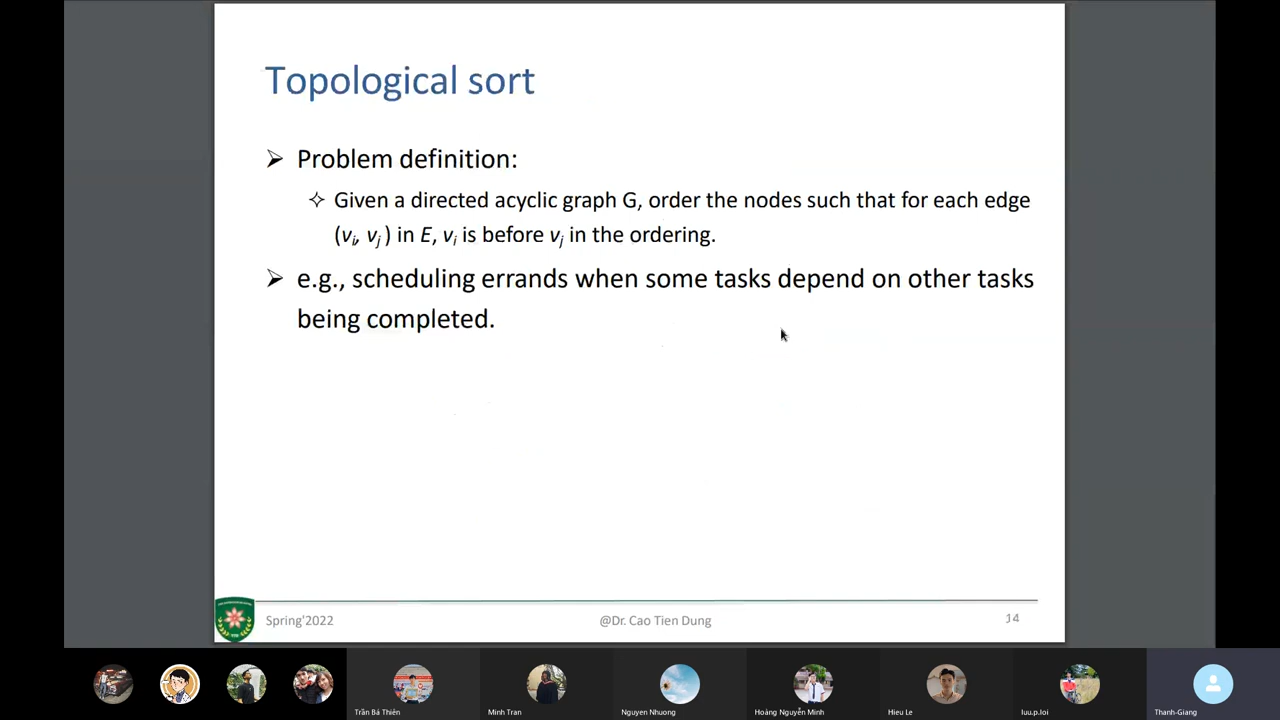 Topological sort
➢ Problem definition:
✧ Given a directed acyclic graph G, order the nodes such that for each edge
(vi, vj ) in E, vi is before vj in the ordering.
➢ e.g., scheduling errands when some tasks depend on other tasks
being completed.
Spring'2022
@Dr. Cao Tien Dung
14
Trần Bá Thiên
Minh Tran
Nguyen Nhuong
Hoàng Nguyễn Minh
Hieu Le
luu.p.loi
Thanh-Giang